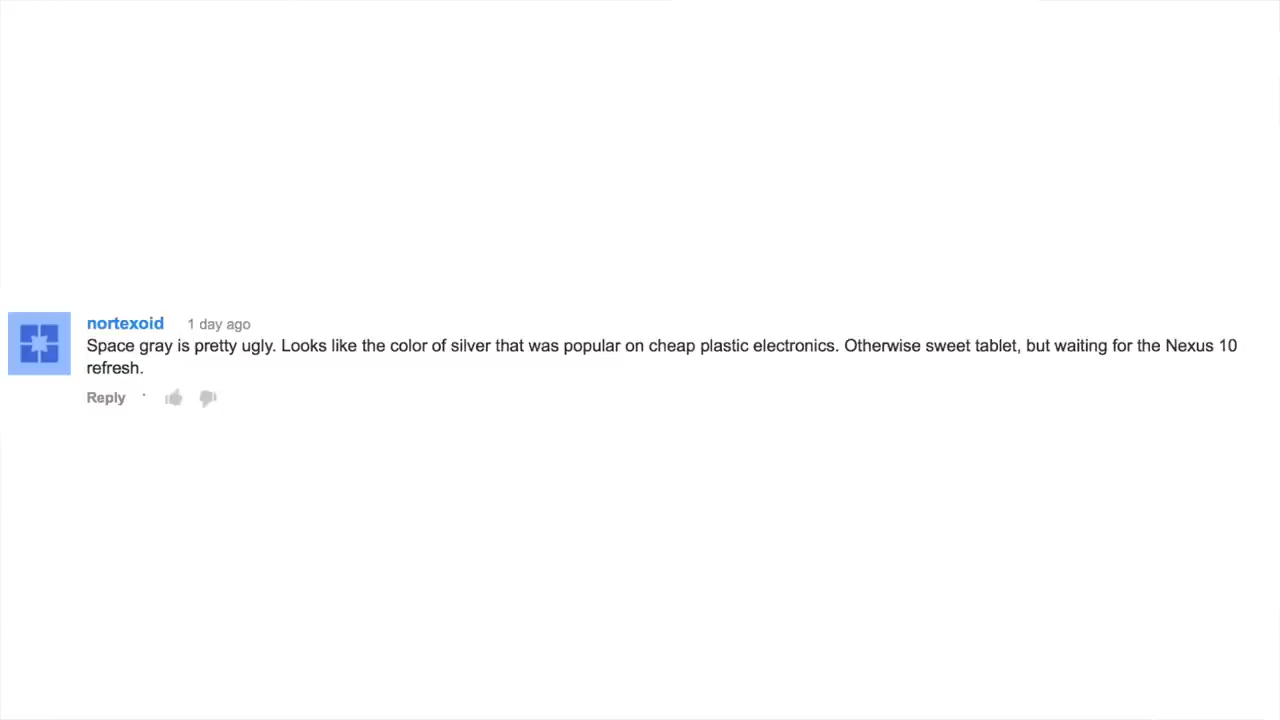 nortexoid 1 day ago
Space gray is pretty ugly. Looks like the color of silver that was popular on cheap plastic electronics. Otherwise sweet tablet, but waiting for the Nexus 10
refresh.
Reply ·